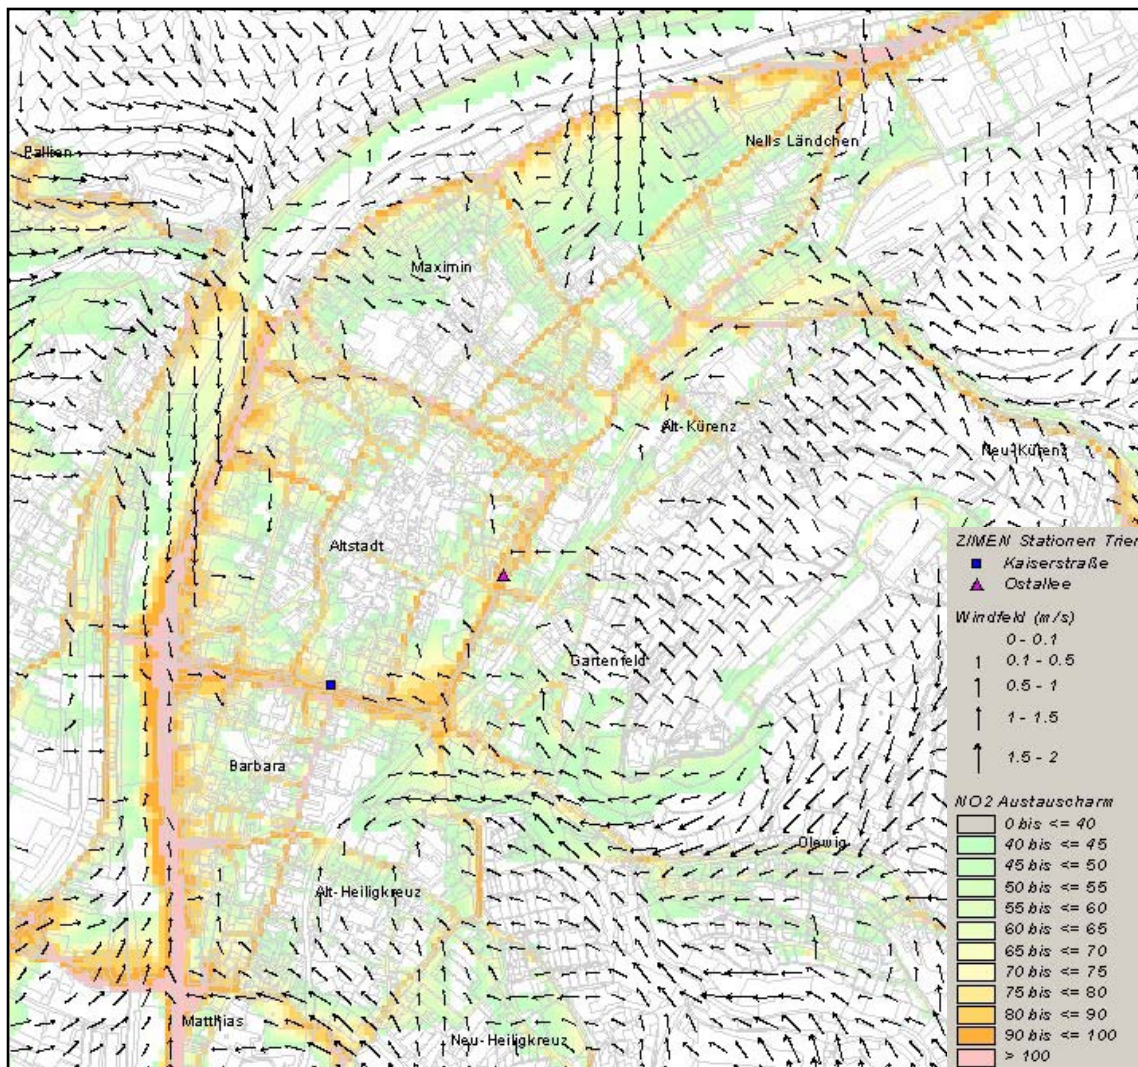 Pallien
Nells Ländchen
Maximin
Alt-Kürenz
Neu-Kürenz
Altstadt
Gartenfeld
Barbara
Olewig
Alt-Heiligkreuz
Matthias
Neu-Heiligkreuz
ZIMEN Stationen Trier
Kaiserstraße
Ostallee
Windfeld (m/s)
0 - 0.1
0.1 - 0.5
0.5 - 1
1 - 1.5
1.5 - 2
NO2 Austauscharm
0 bis <= 40
40 bis <= 45
45 bis <= 50
50 bis <= 55
55 bis <= 60
60 bis <= 65
65 bis <= 70
70 bis <= 75
75 bis <= 80
80 bis <= 90
90 bis <= 100
> 100